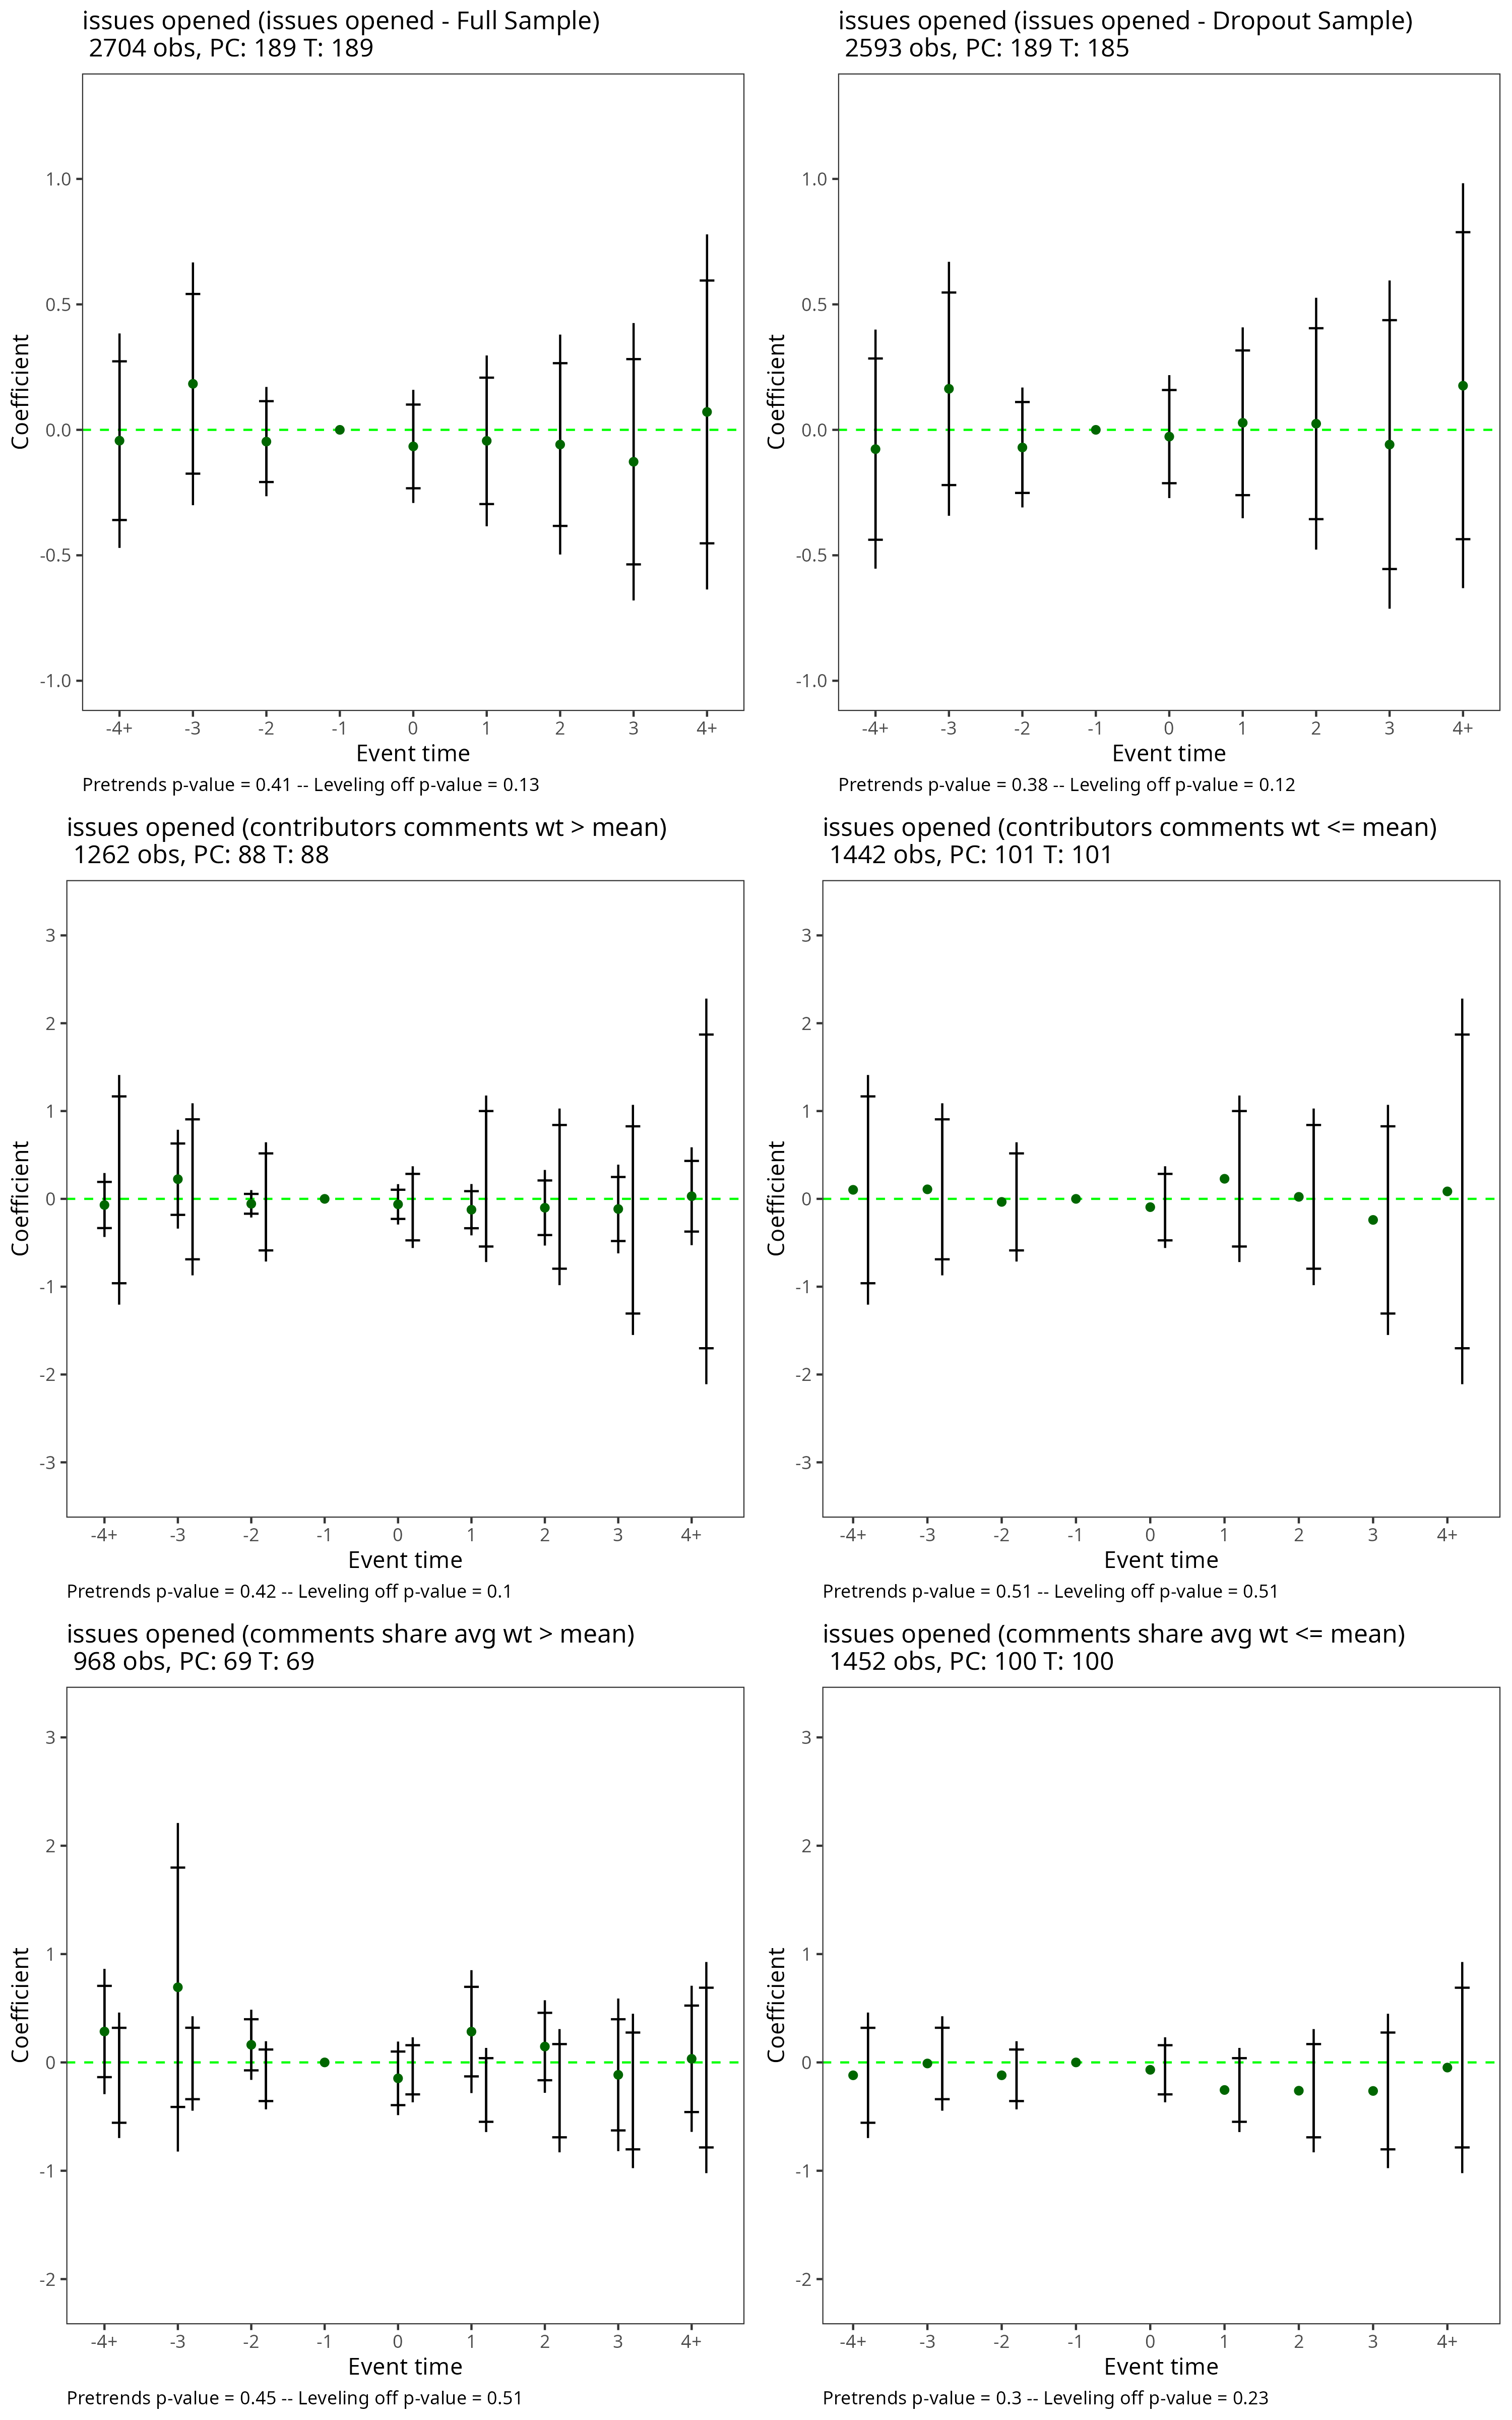 issues opened (issues opened - Full Sample)
2704 obs, PC: 189 T: 189
Coefficient
1.0
0.5
0.0
-0.5
-1.0
-4+ -3 -2 -1 0 1 2 3 4+
Event time
Pretrends p-value = 0.41 -- Leveling off p-value = 0.13
issues opened (issues opened - Dropout Sample)
2593 obs, PC: 189 T: 185
Coefficient
1.0
0.5
0.0
-0.5
-1.0
-4+ -3 -2 -1 0 1 2 3 4+
Event time
Pretrends p-value = 0.38 -- Leveling off p-value = 0.12
issues opened (contributors comments wt > mean)
1262 obs, PC: 88 T: 88
Coefficient
3
2
1
0
-1
-2
-3
-4+ -3 -2 -1 0 1 2 3 4+
Event time
Pretrends p-value = 0.42 -- Leveling off p-value = 0.1
issues opened (contributors comments wt <= mean)
1442 obs, PC: 101 T: 101
Coefficient
3
2
1
0
-1
-2
-3
-4+ -3 -2 -1 0 1 2 3 4+
Event time
Pretrends p-value = 0.51 -- Leveling off p-value = 0.51
issues opened (comments share avg wt > mean)
968 obs, PC: 69 T: 69
Coefficient
3
2
1
0
-1
-2
-4+ -3 -2 -1 0 1 2 3 4+
Event time
Pretrends p-value = 0.45 -- Leveling off p-value = 0.51
issues opened (comments share avg wt <= mean)
1452 obs, PC: 100 T: 100
Coefficient
3
2
1
0
-1
-2
-4+ -3 -2 -1 0 1 2 3 4+
Event time
Pretrends p-value = 0.3 -- Leveling off p-value = 0.23